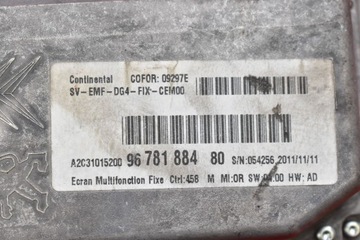 Continental COFOR: 09297E
SV-EMF-DG4-FIX-CEM00
A2C31015200 96 781 884 80 S/N:054256 2011/11/11
Ecran Multifonction Fixe Ctrl:458 M MI:OR SW:04.00 HW: AD